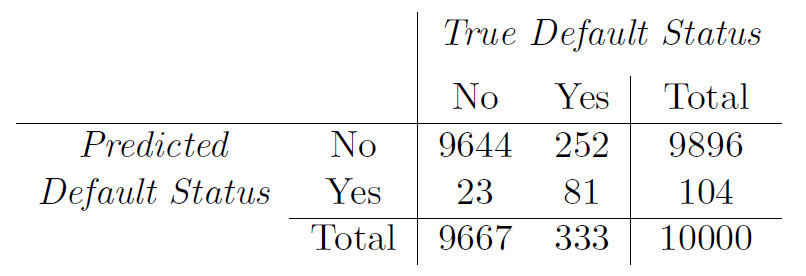 True Default Status
No Yes Total
Predicted No 9644 252 9896
Default Status Yes 23 81 104
Total 9667 333 10000